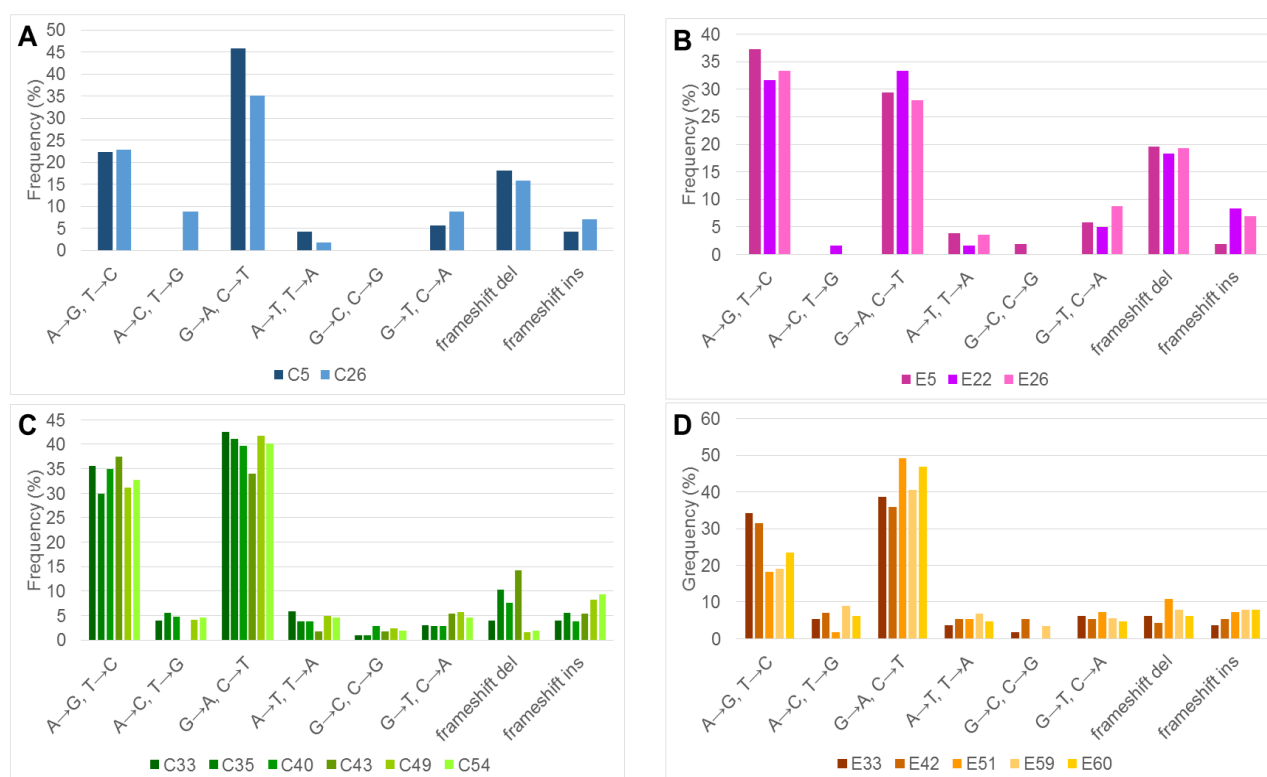 A
Frequency (%)
50
45
40
35
30
25
20
15
10
5
0
A→G, T→C
A→C, T→G
G→A, C→T
A→T, T→A
G→C, C→G
G→T, C→A
frameshift del
frameshift ins
C5 C26
B
Frequency (%)
40
35
30
25
20
15
10
5
0
A→G, T→C
A→C, T→G
G→A, C→T
A→T, T→A
G→C, C→G
G→T, C→A
frameshift del
frameshift ins
E5 E22 E26
C
Frequency (%)
45
40
35
30
25
20
15
10
5
0
A→G, T→C
A→C, T→G
G→A, C→T
A→T, T→A
G→C, C→G
G→T, C→A
frameshift del
frameshift ins
C33 C35 C40 C43 C49 C54
D
Grequency (%)
60
50
40
30
20
10
0
A→G, T→C
A→C, T→G
G→A, C→T
A→T, T→A
G→C, C→G
G→T, C→A
frameshift del
frameshift ins
E33 E42 E51 E59 E60